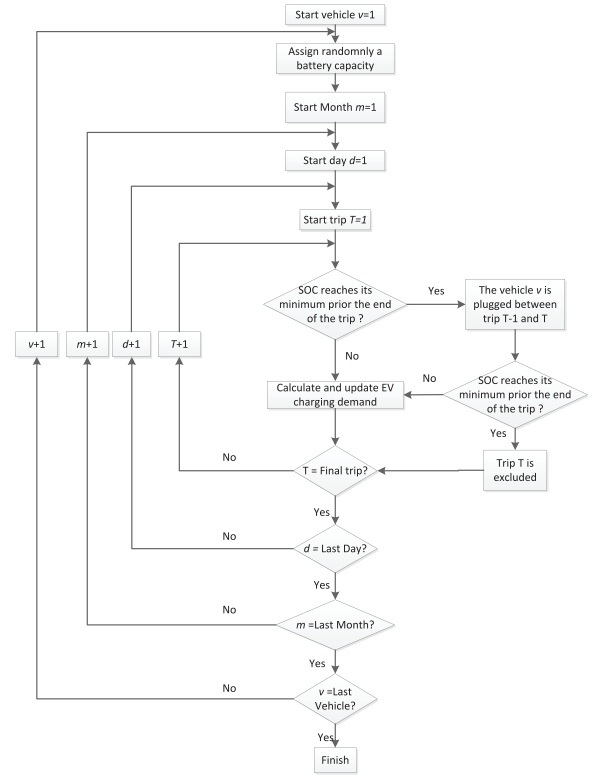 Start vehicle v=1
Assign randomnly a
battery capacity
Start Month m=1
Start day d=1
Start trip T=1
SOC reaches its
minimum prior the end
of the trip ?
Yes
The vehicle v is
plugged between
trip T-1 and T
No
v+1
m+1
d+1
T+1
Calculate and update EV
charging demand
No
SOC reaches its
minimum prior the end
of the trip ?
Yes
Trip T is
excluded
No
T = Final trip?
Yes
No
d = Last Day?
Yes
No
m =Last Month?
Yes
No
v =Last
Vehicle?
Yes
Finish